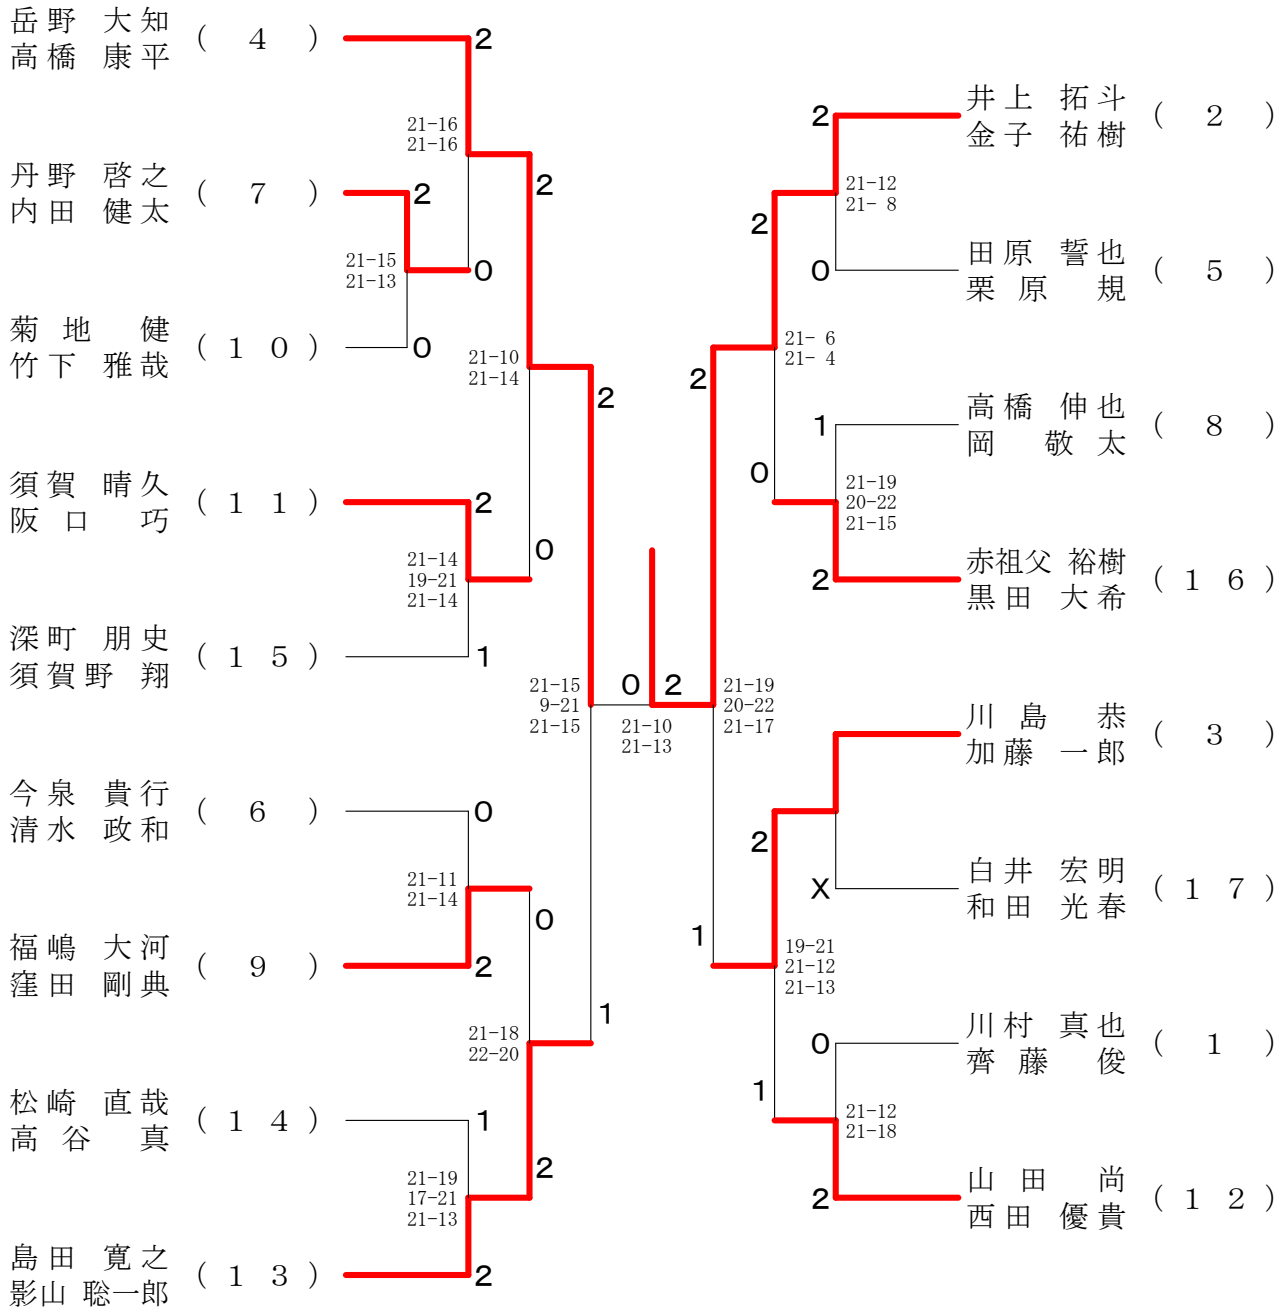 岳野 大知
高橋 康平
( 4 )
2
21-16
21-16
丹野 啓之
内田 健太
( 7 )
2
2
21-15
21-13
0
菊地 健
竹下 雅哉
( 10 )
0
21-10
21-14
2
須賀 晴久
阪口 巧
( 11 )
2
0
21-14
19-21
21-14
深町 朋史
須賀野 翔
( 15 )
1
21-15
9-21
21-15
今泉 貴行
清水 政和
( 6 )
0
21-11
21-14
0
福嶋 大河
窪田 剛典
( 9 )
2
21-18
22-20
1
松崎 直哉
高谷 真
( 14 )
1
2
21-19
17-21
21-13
島田 寛之
影山 聡一郎
( 13 )
2
0 2
21-10
21-13
2
井上 拓斗
金子 祐樹
( 2 )
21-12
21- 8
2
0
田原 誓也
栗原 規
( 5 )
21- 6
21- 4
2
1
高橋 伸也
岡 敬太
( 8 )
0
21-19
20-22
21-15
2
赤祖父 裕樹
黒田 大希
( 16 )
21-19
20-22
21-17
川島 恭
加藤 一郎
( 3 )
2
X
白井 宏明
和田 光春
( 17 )
1
19-21
21-12
21-13
0
川村 真也
齊藤 俊
( 1 )
1
21-12
21-18
2
山田 尚
西田 優貴
( 12 )